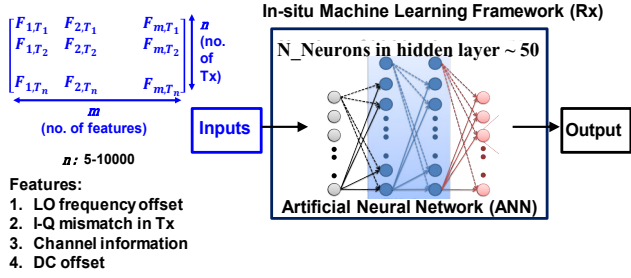 In-situ Machine Learning Framework (Rx)
F1,T1 F2,T1 Fm,T1
F1,T2 F2,T2 Fm,T2
F1,Tn F2,Tn Fm,Tn
n
(no.
of
Tx)
m
(no. of features)
n: 5-10000
Features:
1. LO frequency offset
2. I-Q mismatch in Tx
3. Channel information
4. DC offset
Inputs
N_Neurons in hidden layer ~ 50
Artificial Neural Network (ANN)
Output